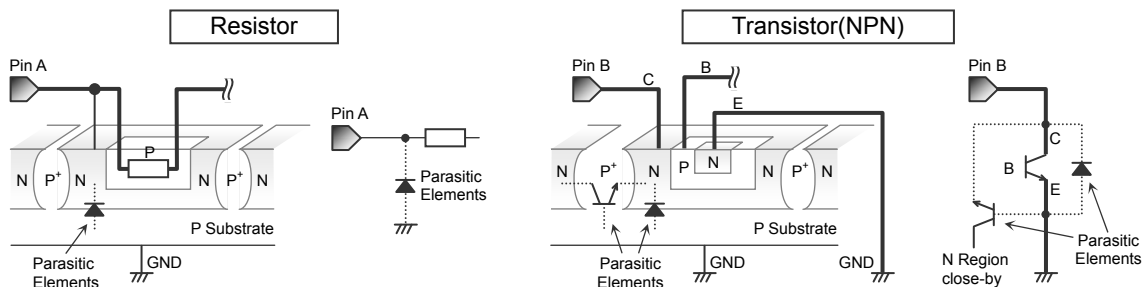 Resistor
Transistor(NPN)
Pin A
P
N
P+
N
N
P+
N
P Substrate
Parasitic
Elements
GND
Pin A
Parasitic
Elements
Pin B
C
B
E
N
P+
N
P
N
N
P+
N
P Substrate
Parasitic
Elements
GND
GND
Pin B
C
B
E
Parasitic
Elements
N Region
close-by